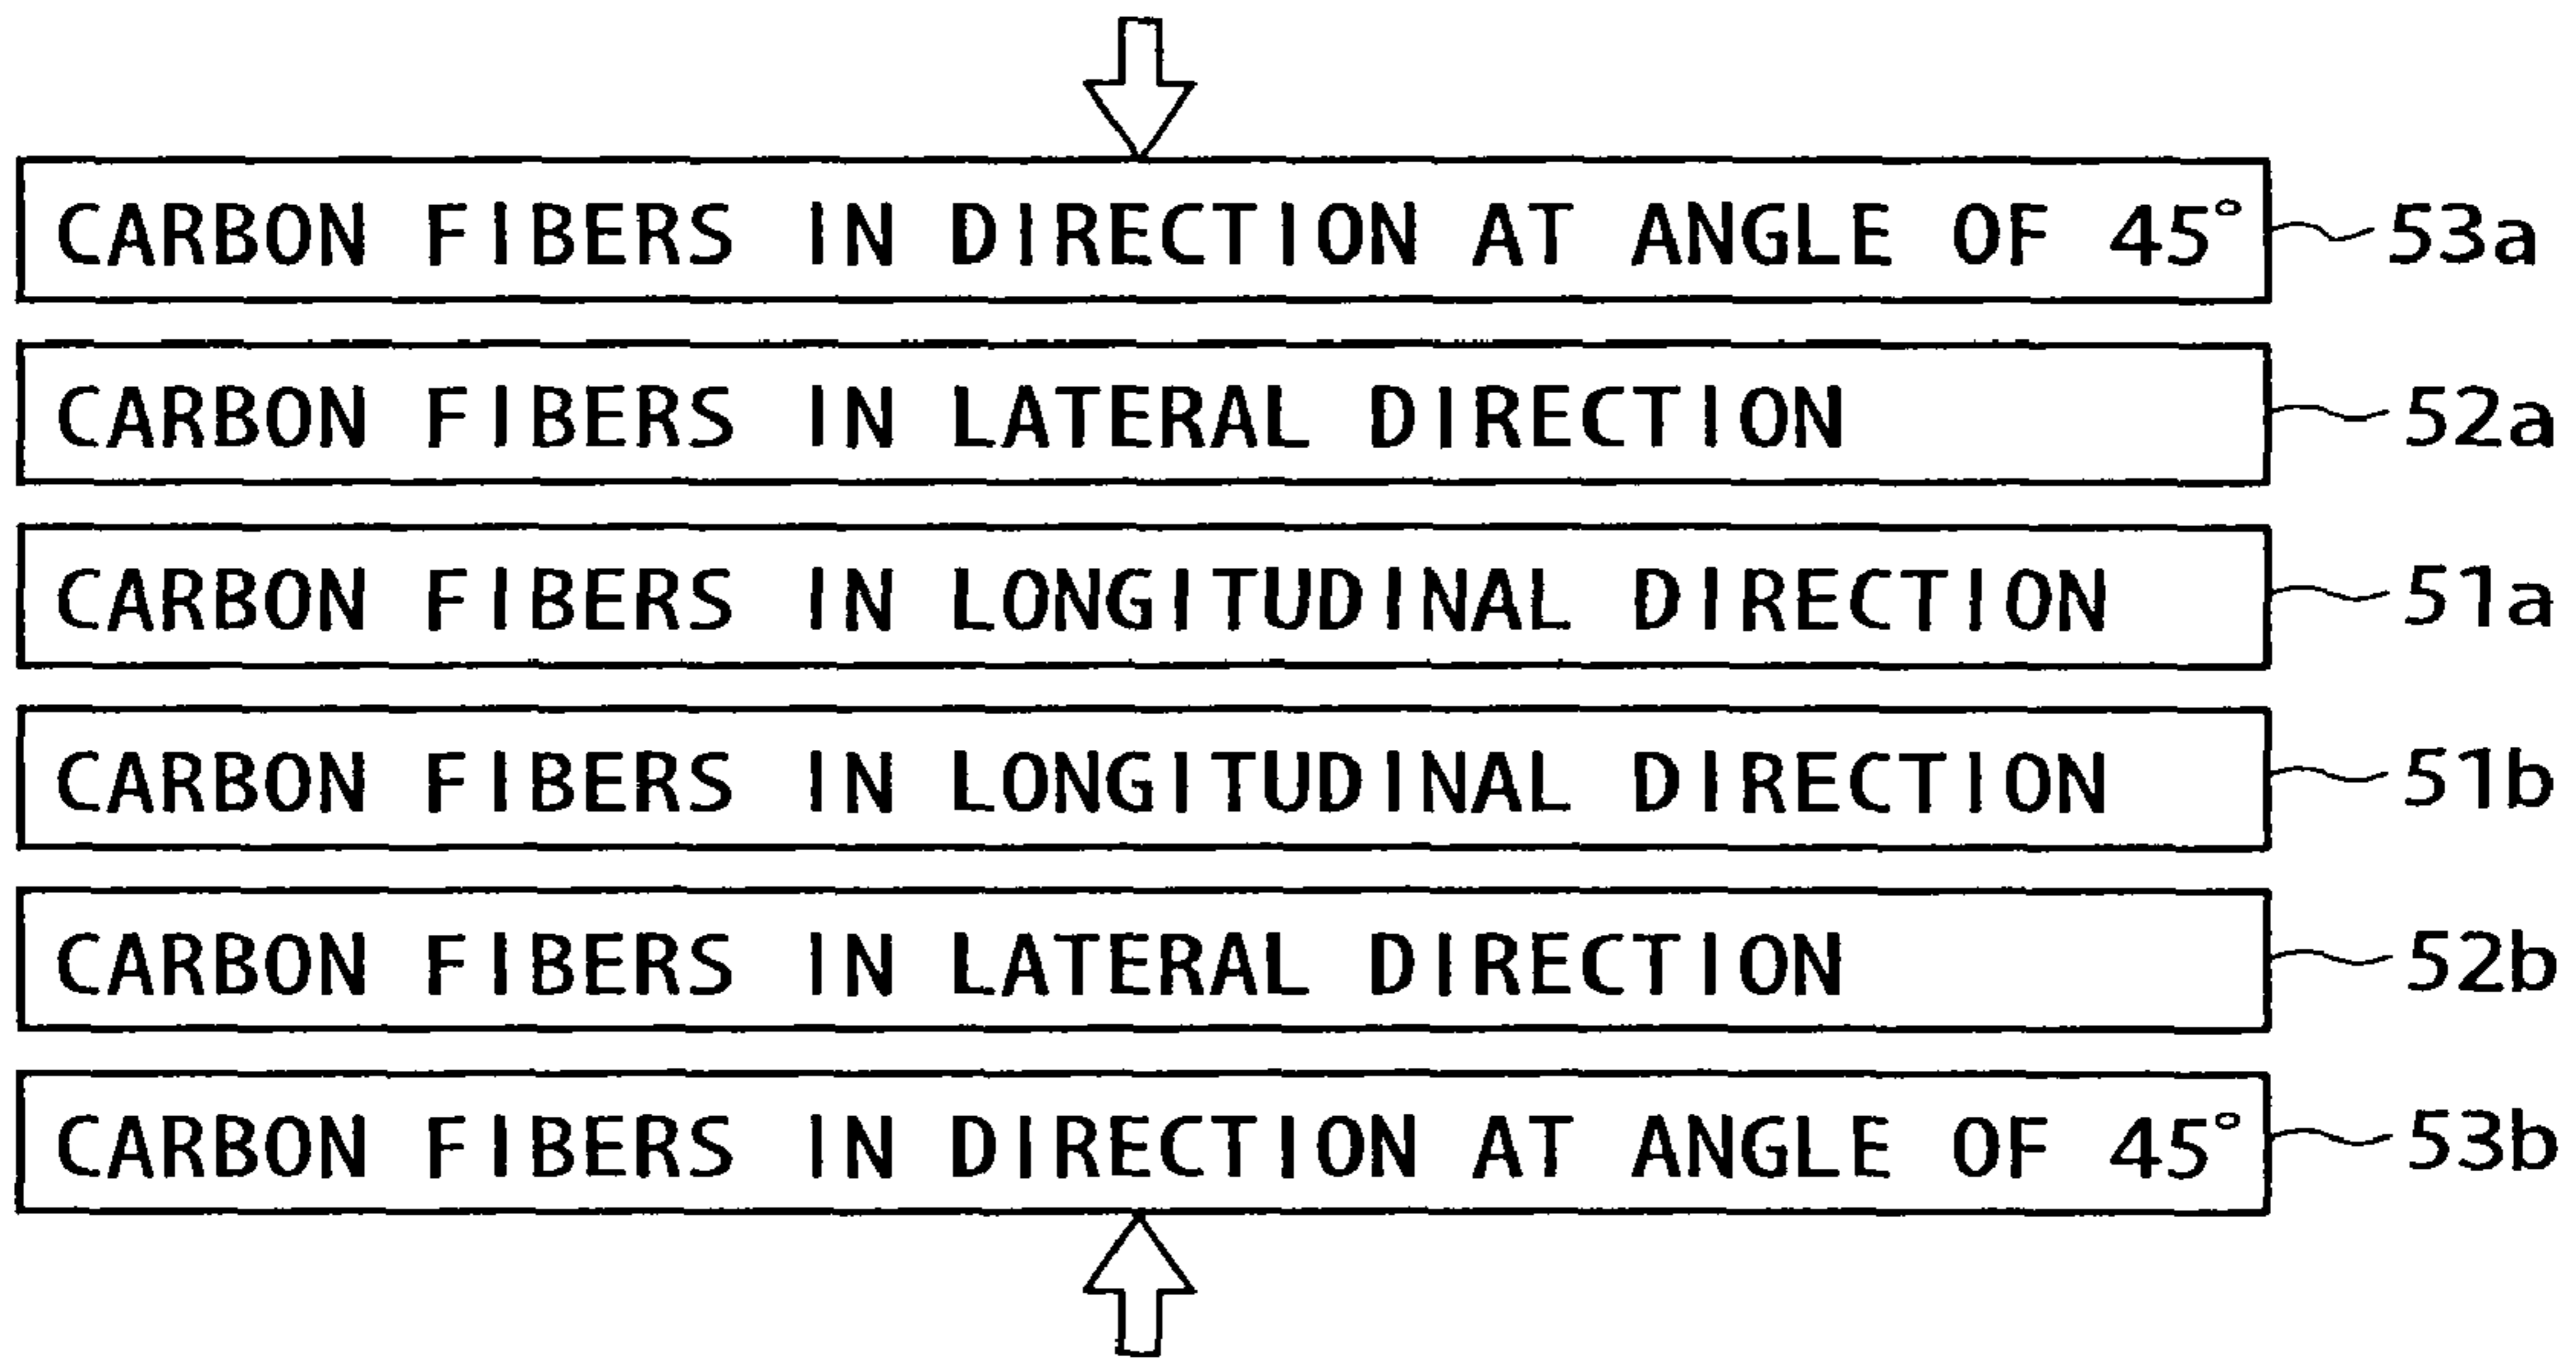 CARBON FIBERS IN DIRECTION AT ANGLE OF 45° 53a
CARBON FIBERS IN LATERAL DIRECTION 52a
CARBON FIBERS IN LONGITUDINAL DIRECTION 51a
CARBON FIBERS IN LONGITUDINAL DIRECTION 51b
CARBON FIBERS IN LATERAL DIRECTION 52b
CARBON FIBERS IN DIRECTION AT ANGLE OF 45° 53b